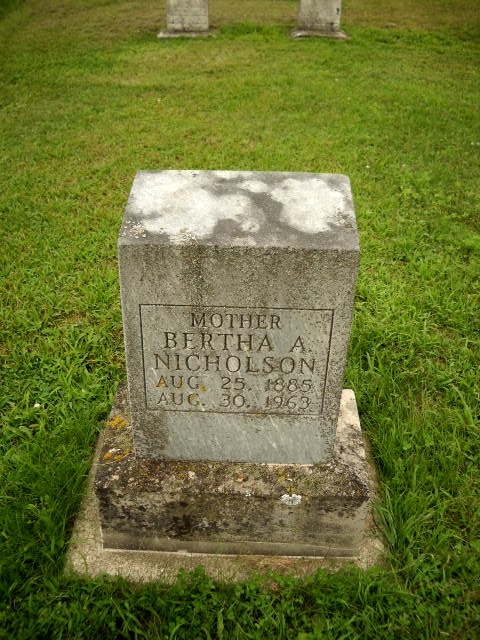 MOTHER
BERTHA A.
NICHOLSON
AUG. 25, 1885
AUG. 30, 1963